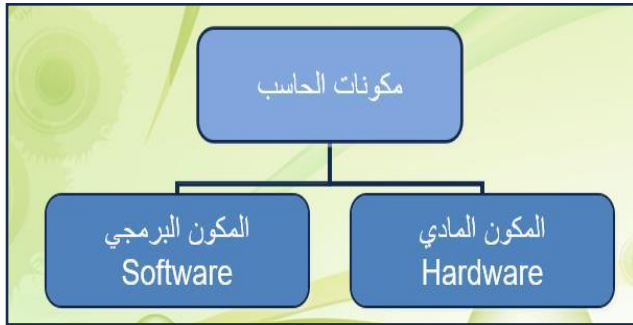 مكونات الحاسب
المكون المادي
Hardware
المكون البرمجي
Software